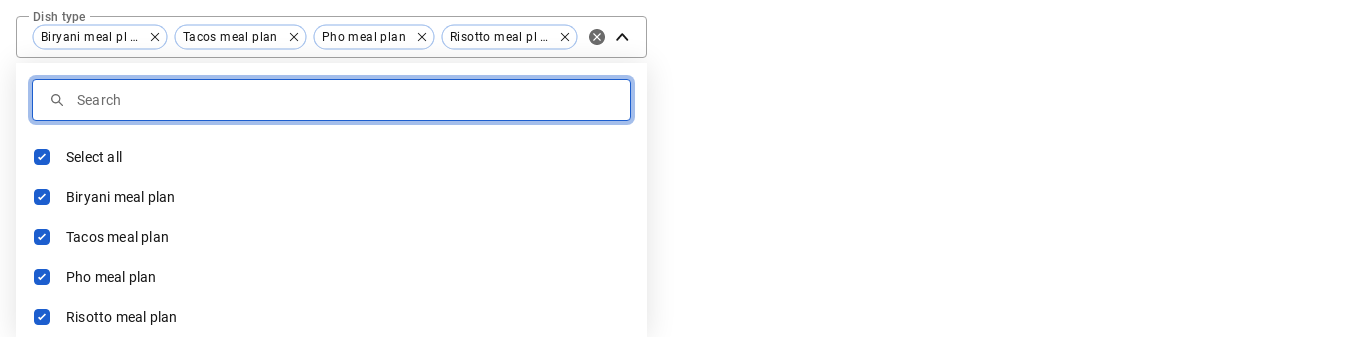 Dish type
Biryani meal pl ... Tacos meal plan Pho meal plan Risotto meal pl ...
Search
Select all
Biryani meal plan
Tacos meal plan
Pho meal plan
Risotto meal plan